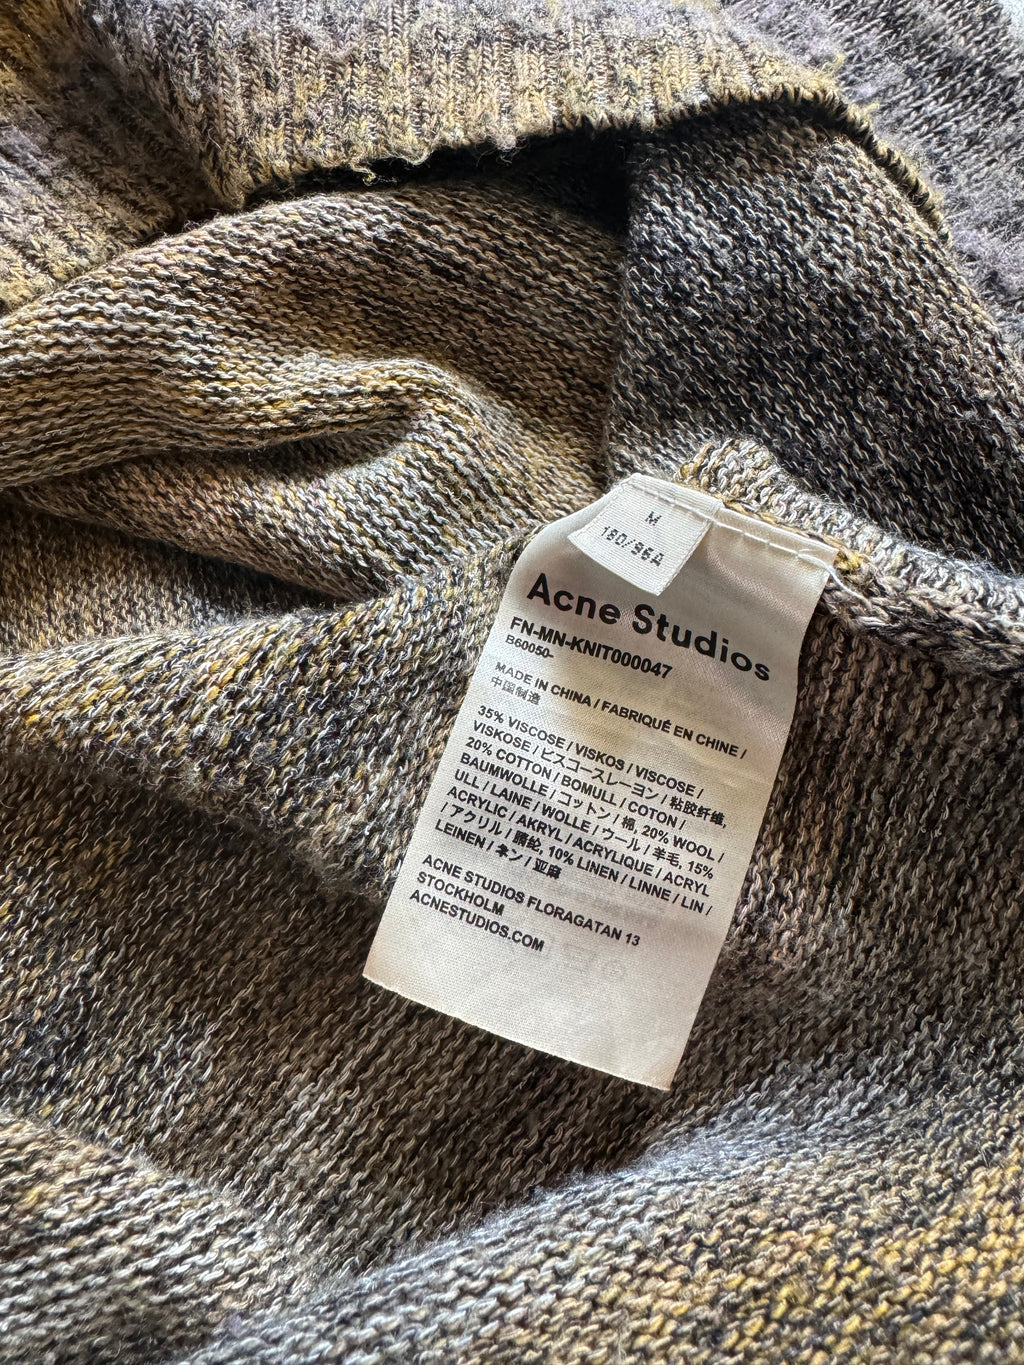 M
180/96A
Acne Studios
FN-MN-KNIT000047
B60050-
MADE IN CHINA / FABRIQUÉ EN CHINE /
中国制造
35% VISCOSE / VISKOS / VISCOSE /
VISKOSE / ビスコースレーヨン / 粘胶纤维,
20% COTTON / BOMULL / COTON /
BAUMWOLLE / コットン / 棉, 20% WOOL /
ULL / LAINE / WOLLE / ウール / 羊毛, 15%
ACRYLIC / AKRYL / ACRYLIQUE / ACRYL
/ アクリル / 腈纶, 10% LINEN / LINNE / LIN /
LEINEN / ネン / 亚麻
ACNE STUDIOS FLORAGATAN 13
STOCKHOLM
ACNESTUDIOS.COM